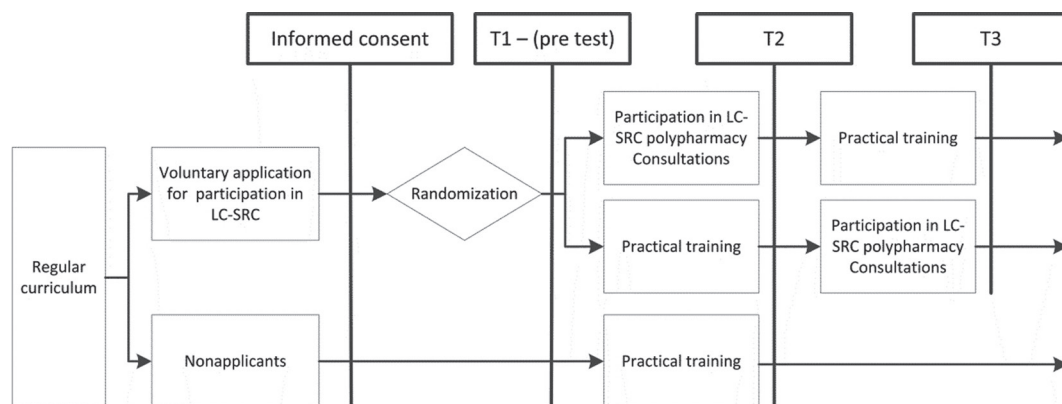 Informed consent
T1 – (pre test)
T2
T3
Regular
curriculum
Voluntary application
for participation in
LC-SRC
Randomization
Participation in LC-
SRC polypharmacy
Consultations
Practical training
Practical training
Participation in LC-
SRC polypharmacy
Consultations
Nonapplicants
Practical training